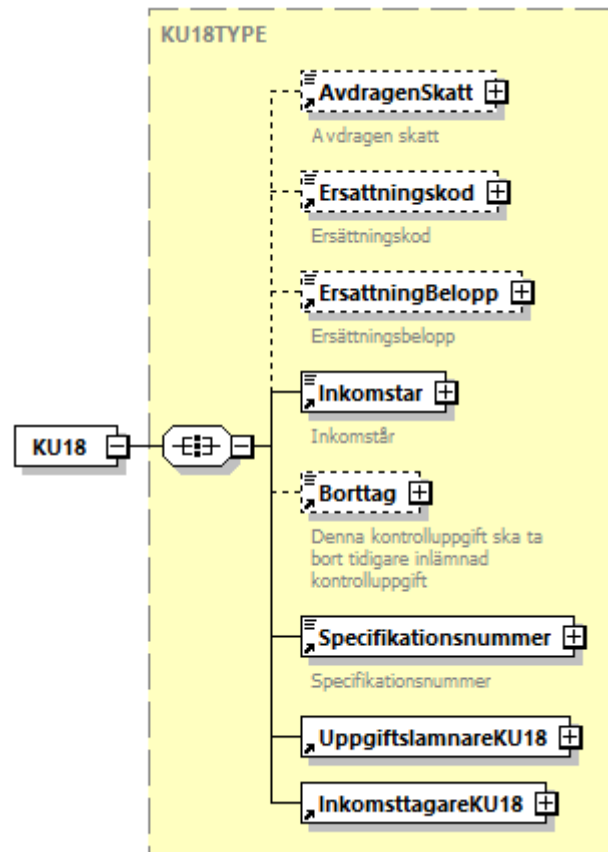 KU18TYPE
AvdragenSkatt
Avdragen skatt
Ersattningskod
Ersättningskod
ErsattningBelopp
Ersättningsbelopp
Inkomstar
Inkomstår
KU18
Borttag
Denna kontrolluppgift ska ta
bort tidigare inlämnad
kontrolluppgift
Specifikationsnummer
Specifikationsnummer
UppgiftslamnareKU18
InkomsttagareKU18